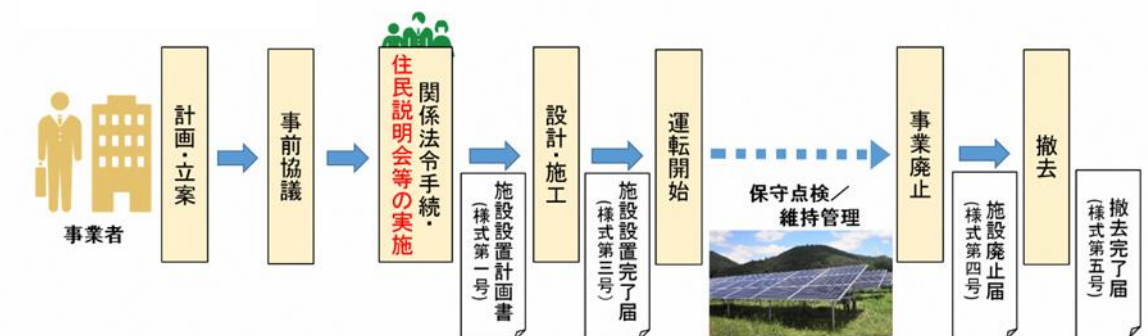 事業者
計画・立案
事前協議
関係法令手続・
住民説明会等の実施
施設設置計画書
(様式第一号)
設計・施工
施設設置完了届
(様式第三号)
運転開始
保守点検／
維持管理
事業廃止
施設廃止届
(様式第四号)
撤去
撤去完了届
(様式第五号)